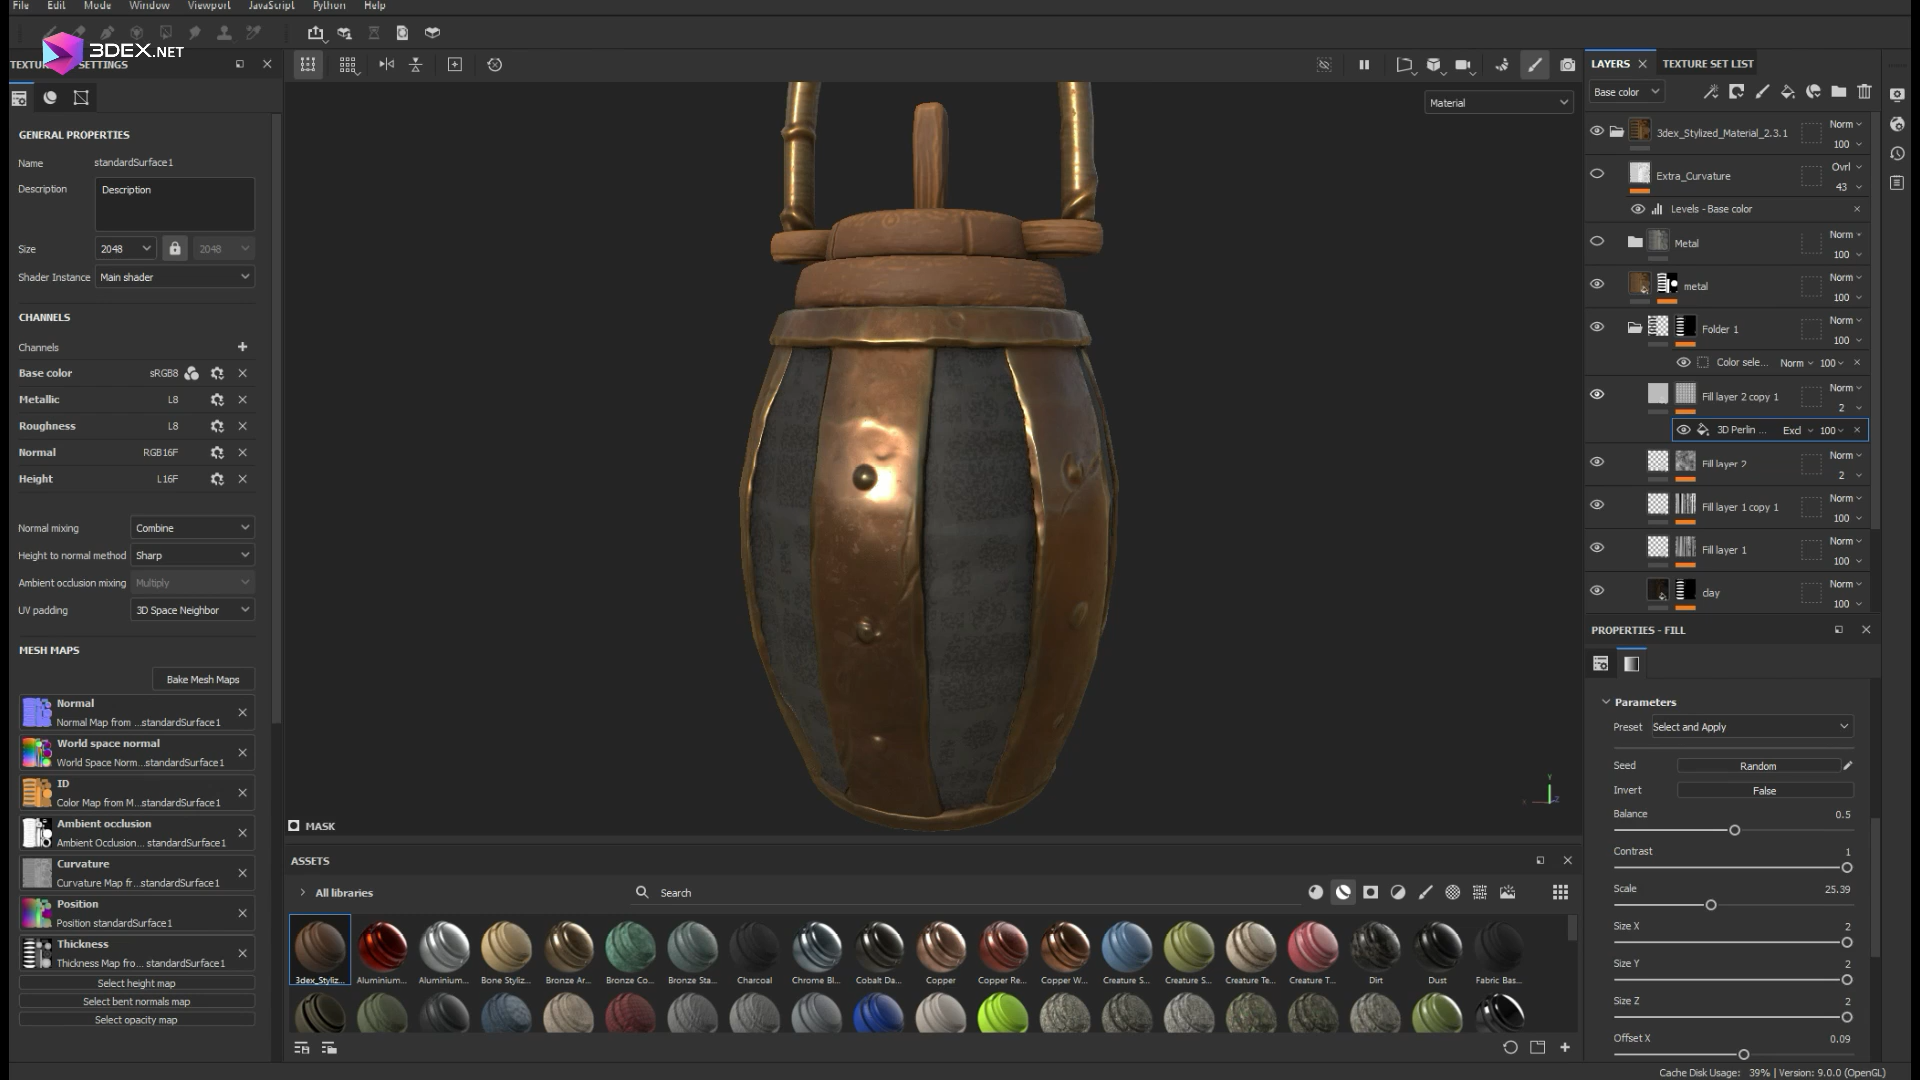 File Edit Mode Window Viewport JavaScript Python Help
3DEX.NET
SETTINGS
LAYERS
TEXTURE SET LIST
Base color
Material
GENERAL PROPERTIES
Name standardSurface1
Description Description
Size 2048 2048
Shader Instance Main shader
CHANNELS
Channels
Base color sRGB8
Metallic L8
Roughness L8
Normal RGB16F
Height L16F
Normal mixing Combine
Height to normal method Sharp
Ambient occlusion mixing Multiply
UV padding 3D Space Neighbor
MESH MAPS
Bake Mesh Maps
Normal
Normal Map from ...standardSurface1
World space normal
World Space Norm...standardSurface1
ID
Color Map from M...standardSurface1
Ambient occlusion
Ambient Occlusion... standardSurface1
Curvature
Curvature Map fr...standardSurface1
Position
Position standardSurface1
Thickness
Thickness Map fro...standardSurface1
Select height map
Select bent normals map
Select opacity map
MASK
ASSETS
All libraries
Search
3dex_Styliz... Aluminium... Aluminium... Bone Styliz... Bronze Ar... Bronze Co... Bronze Sta... Charcoal Chrome Bl... Cobalt Da... Copper Copper Re... Copper W... Creature S... Creature S... Creature Te... Creature T... Dirt Dust Fabric Bas...
3dex_Stylized_Material_2.3.1 Norm
100
Extra_Curvature Ovrl
43
Levels - Base color
Metal Norm
100
metal Norm
100
Folder 1 Norm
100
Color sele... Norm 100
Fill layer 2 copy 1 Norm
2
3D Perlin ... Excl 100
Fill layer 2 Norm
2
Fill layer 1 copy 1 Norm
100
Fill layer 1 Norm
100
clay Norm
100
PROPERTIES - FILL
Parameters
Preset Select and Apply
Seed Random
Invert False
Balance 0.5
Contrast 1
Scale 25.39
Size X 2
Size Y 2
Size Z 2
Offset X 0.09
Cache Disk Usage: 39% | Version: 9.0.0 (OpenGL)